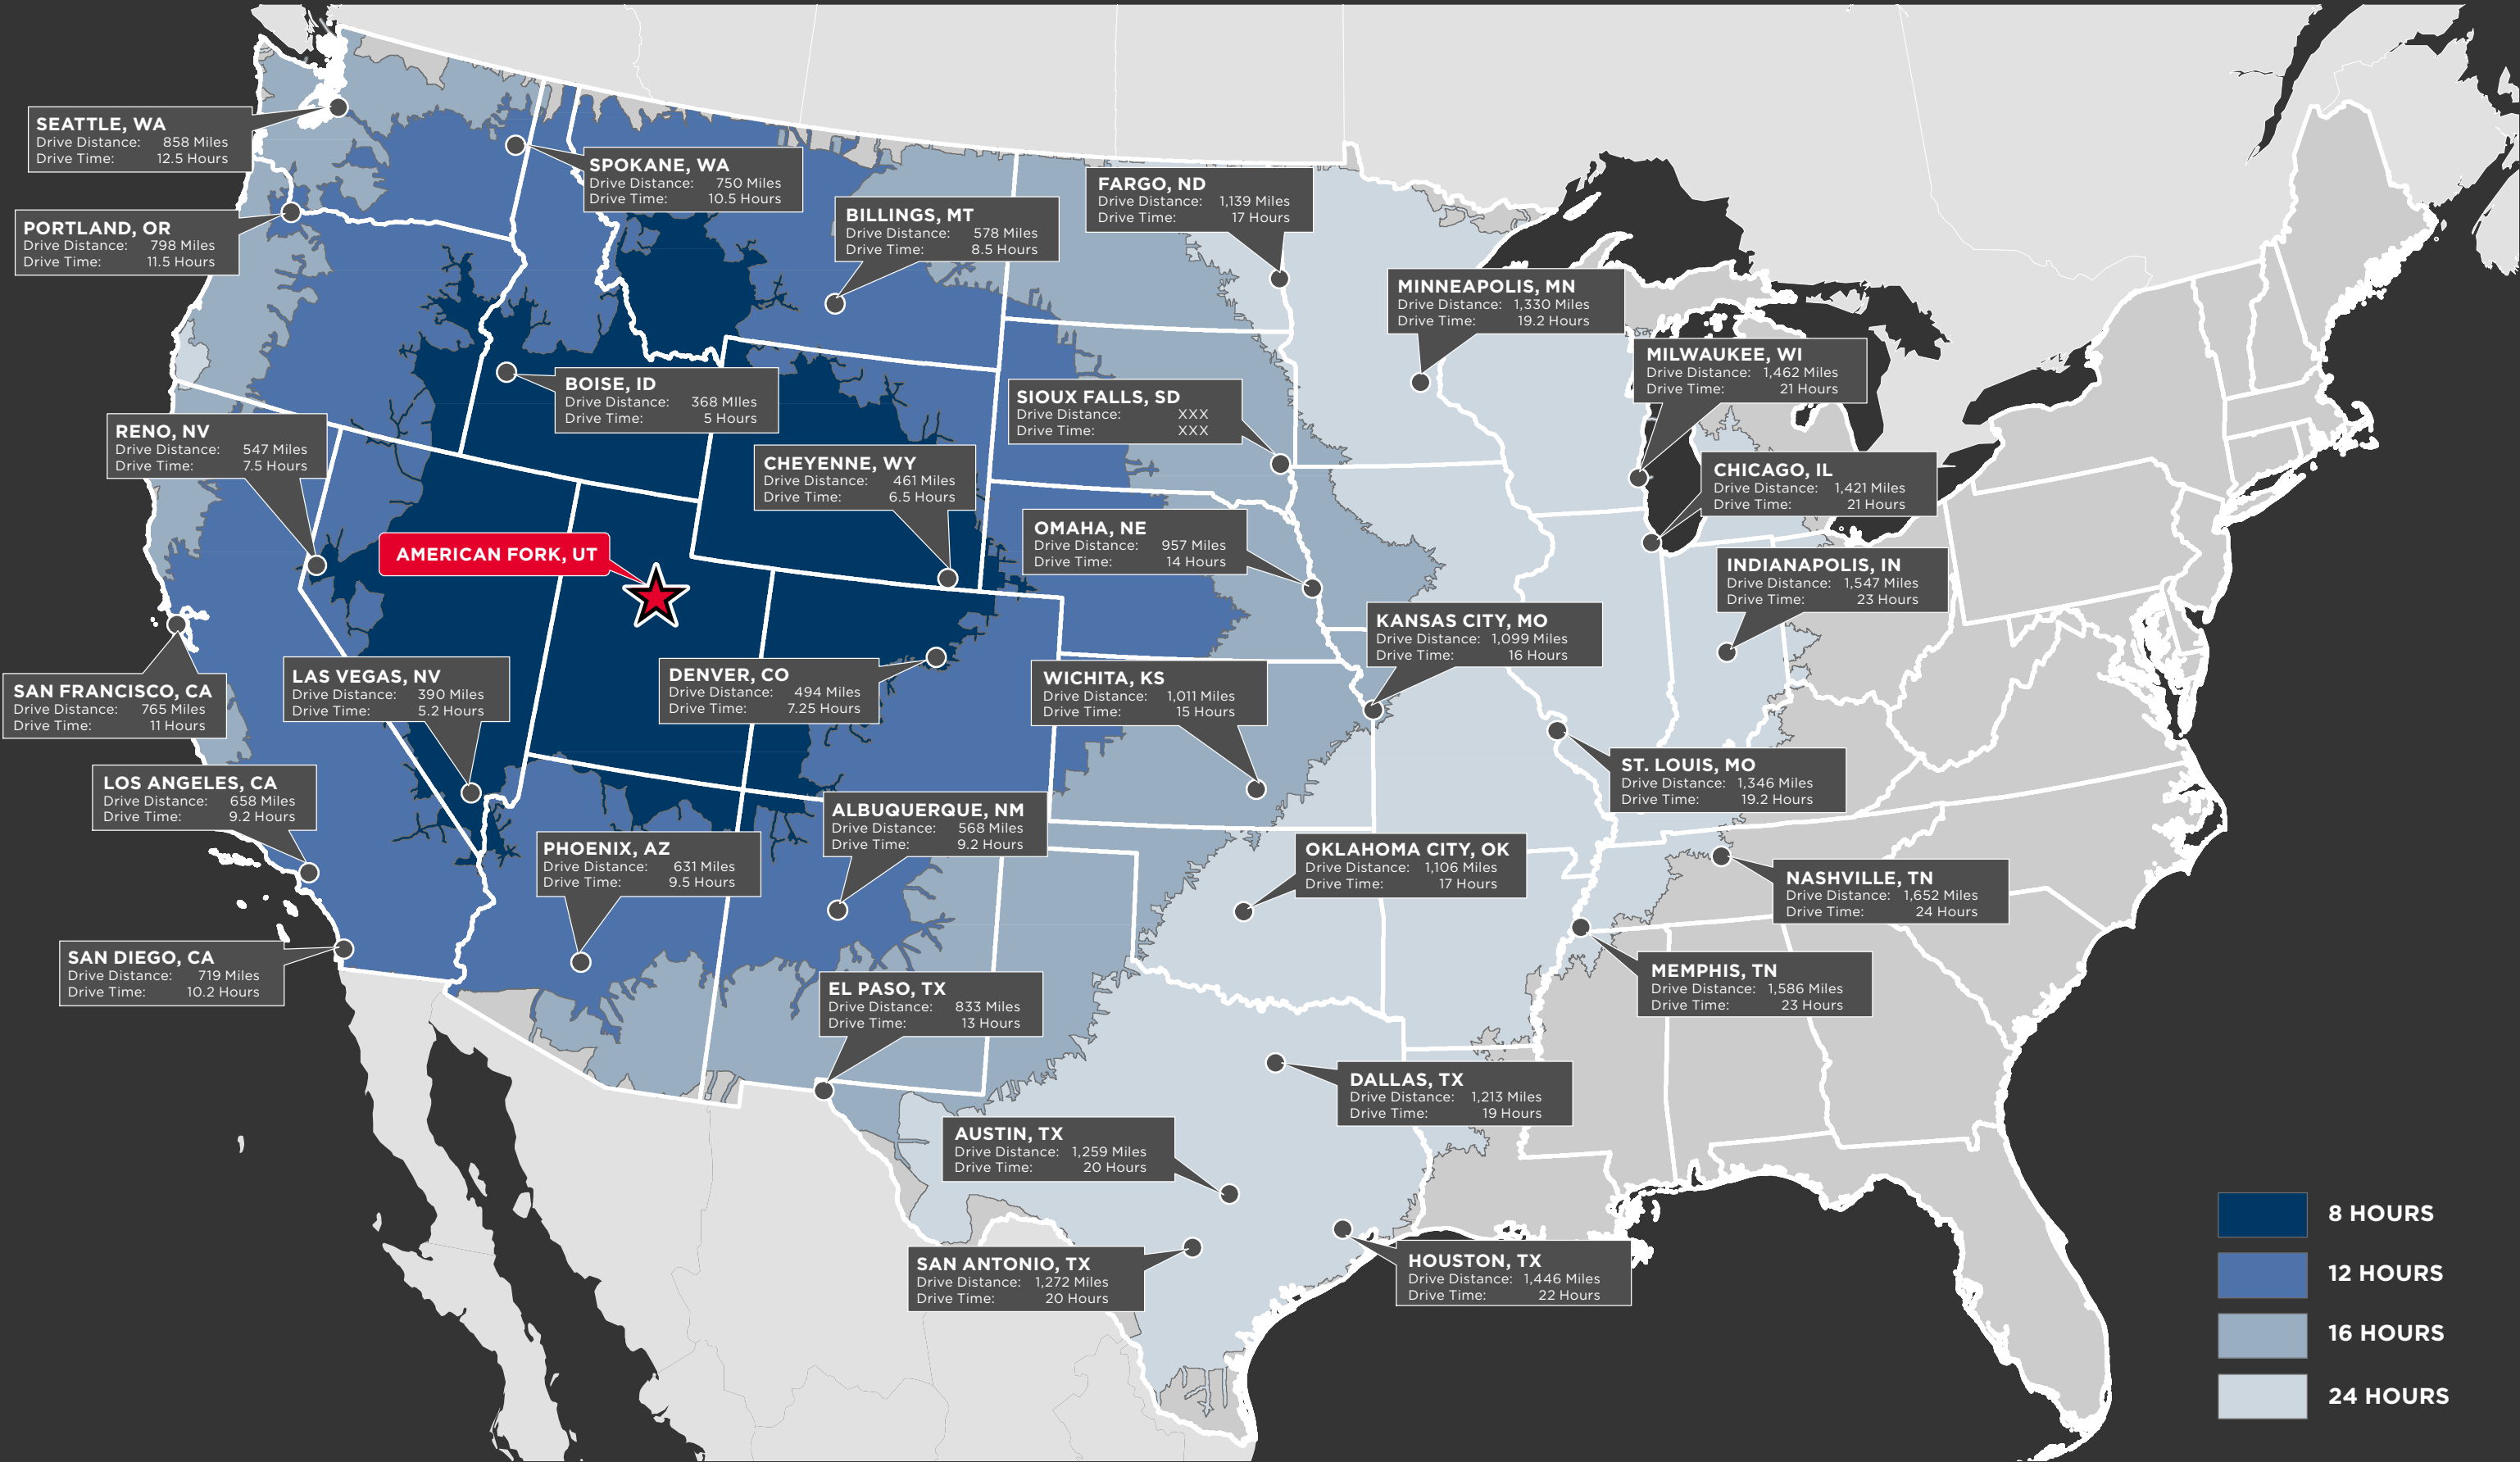 SEATTLE, WA
Drive Distance: 858 Miles
Drive Time: 12.5 Hours
SPOKANE, WA
Drive Distance: 750 Miles
Drive Time: 10.5 Hours
PORTLAND, OR
Drive Distance: 798 Miles
Drive Time: 11.5 Hours
BILLINGS, MT
Drive Distance: 578 Miles
Drive Time: 8.5 Hours
FARGO, ND
Drive Distance: 1,139 Miles
Drive Time: 17 Hours
MINNEAPOLIS, MN
Drive Distance: 1,330 Miles
Drive Time: 19.2 Hours
MILWAUKEE, WI
Drive Distance: 1,462 Miles
Drive Time: 21 Hours
BOISE, ID
Drive Distance: 368 MIles
Drive Time: 5 Hours
SIOUX FALLS, SD
Drive Distance: XXX
Drive Time: XXX
RENO, NV
Drive Distance: 547 Miles
Drive Time: 7.5 Hours
CHEYENNE, WY
Drive Distance: 461 Miles
Drive Time: 6.5 Hours
CHICAGO, IL
Drive Distance: 1,421 Miles
Drive Time: 21 Hours
AMERICAN FORK, UT
OMAHA, NE
Drive Distance: 957 Miles
Drive Time: 14 Hours
INDIANAPOLIS, IN
Drive Distance: 1,547 Miles
Drive Time: 23 Hours
KANSAS CITY, MO
Drive Distance: 1,099 Miles
Drive Time: 16 Hours
SAN FRANCISCO, CA
Drive Distance: 765 Miles
Drive Time: 11 Hours
LAS VEGAS, NV
Drive Distance: 390 Miles
Drive Time: 5.2 Hours
DENVER, CO
Drive Distance: 494 Miles
Drive Time: 7.25 Hours
WICHITA, KS
Drive Distance: 1,011 Miles
Drive Time: 15 Hours
ST. LOUIS, MO
Drive Distance: 1,346 Miles
Drive Time: 19.2 Hours
LOS ANGELES, CA
Drive Distance: 658 Miles
Drive Time: 9.2 Hours
ALBUQUERQUE, NM
Drive Distance: 568 Miles
Drive Time: 9.2 Hours
PHOENIX, AZ
Drive Distance: 631 Miles
Drive Time: 9.5 Hours
OKLAHOMA CITY, OK
Drive Distance: 1,106 Miles
Drive Time: 17 Hours
NASHVILLE, TN
Drive Distance: 1,652 Miles
Drive Time: 24 Hours
SAN DIEGO, CA
Drive Distance: 719 Miles
Drive Time: 10.2 Hours
MEMPHIS, TN
Drive Distance: 1,586 Miles
Drive Time: 23 Hours
EL PASO, TX
Drive Distance: 833 Miles
Drive Time: 13 Hours
DALLAS, TX
Drive Distance: 1,213 Miles
Drive Time: 19 Hours
AUSTIN, TX
Drive Distance: 1,259 Miles
Drive Time: 20 Hours
SAN ANTONIO, TX
Drive Distance: 1,272 Miles
Drive Time: 20 Hours
HOUSTON, TX
Drive Distance: 1,446 Miles
Drive Time: 22 Hours
8 HOURS
12 HOURS
16 HOURS
24 HOURS